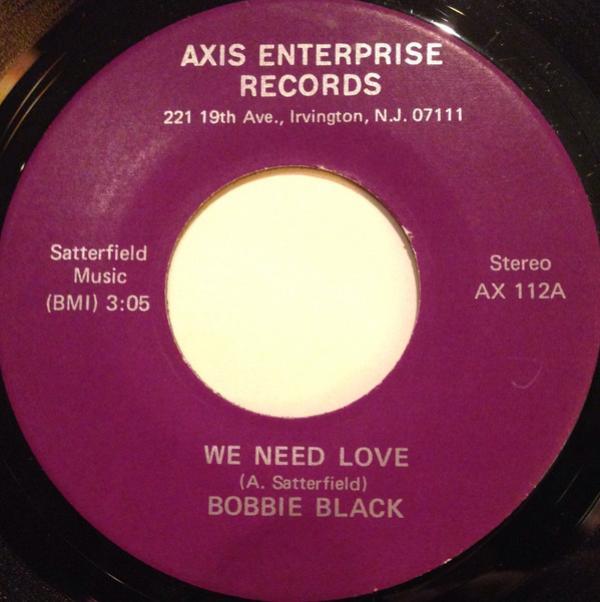 AXIS ENTERPRISE
RECORDS
221 19th Ave., Irvington, N.J. 07111
Satterfield
Music
(BMI) 3:05
Stereo
AX 112A
WE NEED LOVE
(A. Satterfield)
BOBBIE BLACK